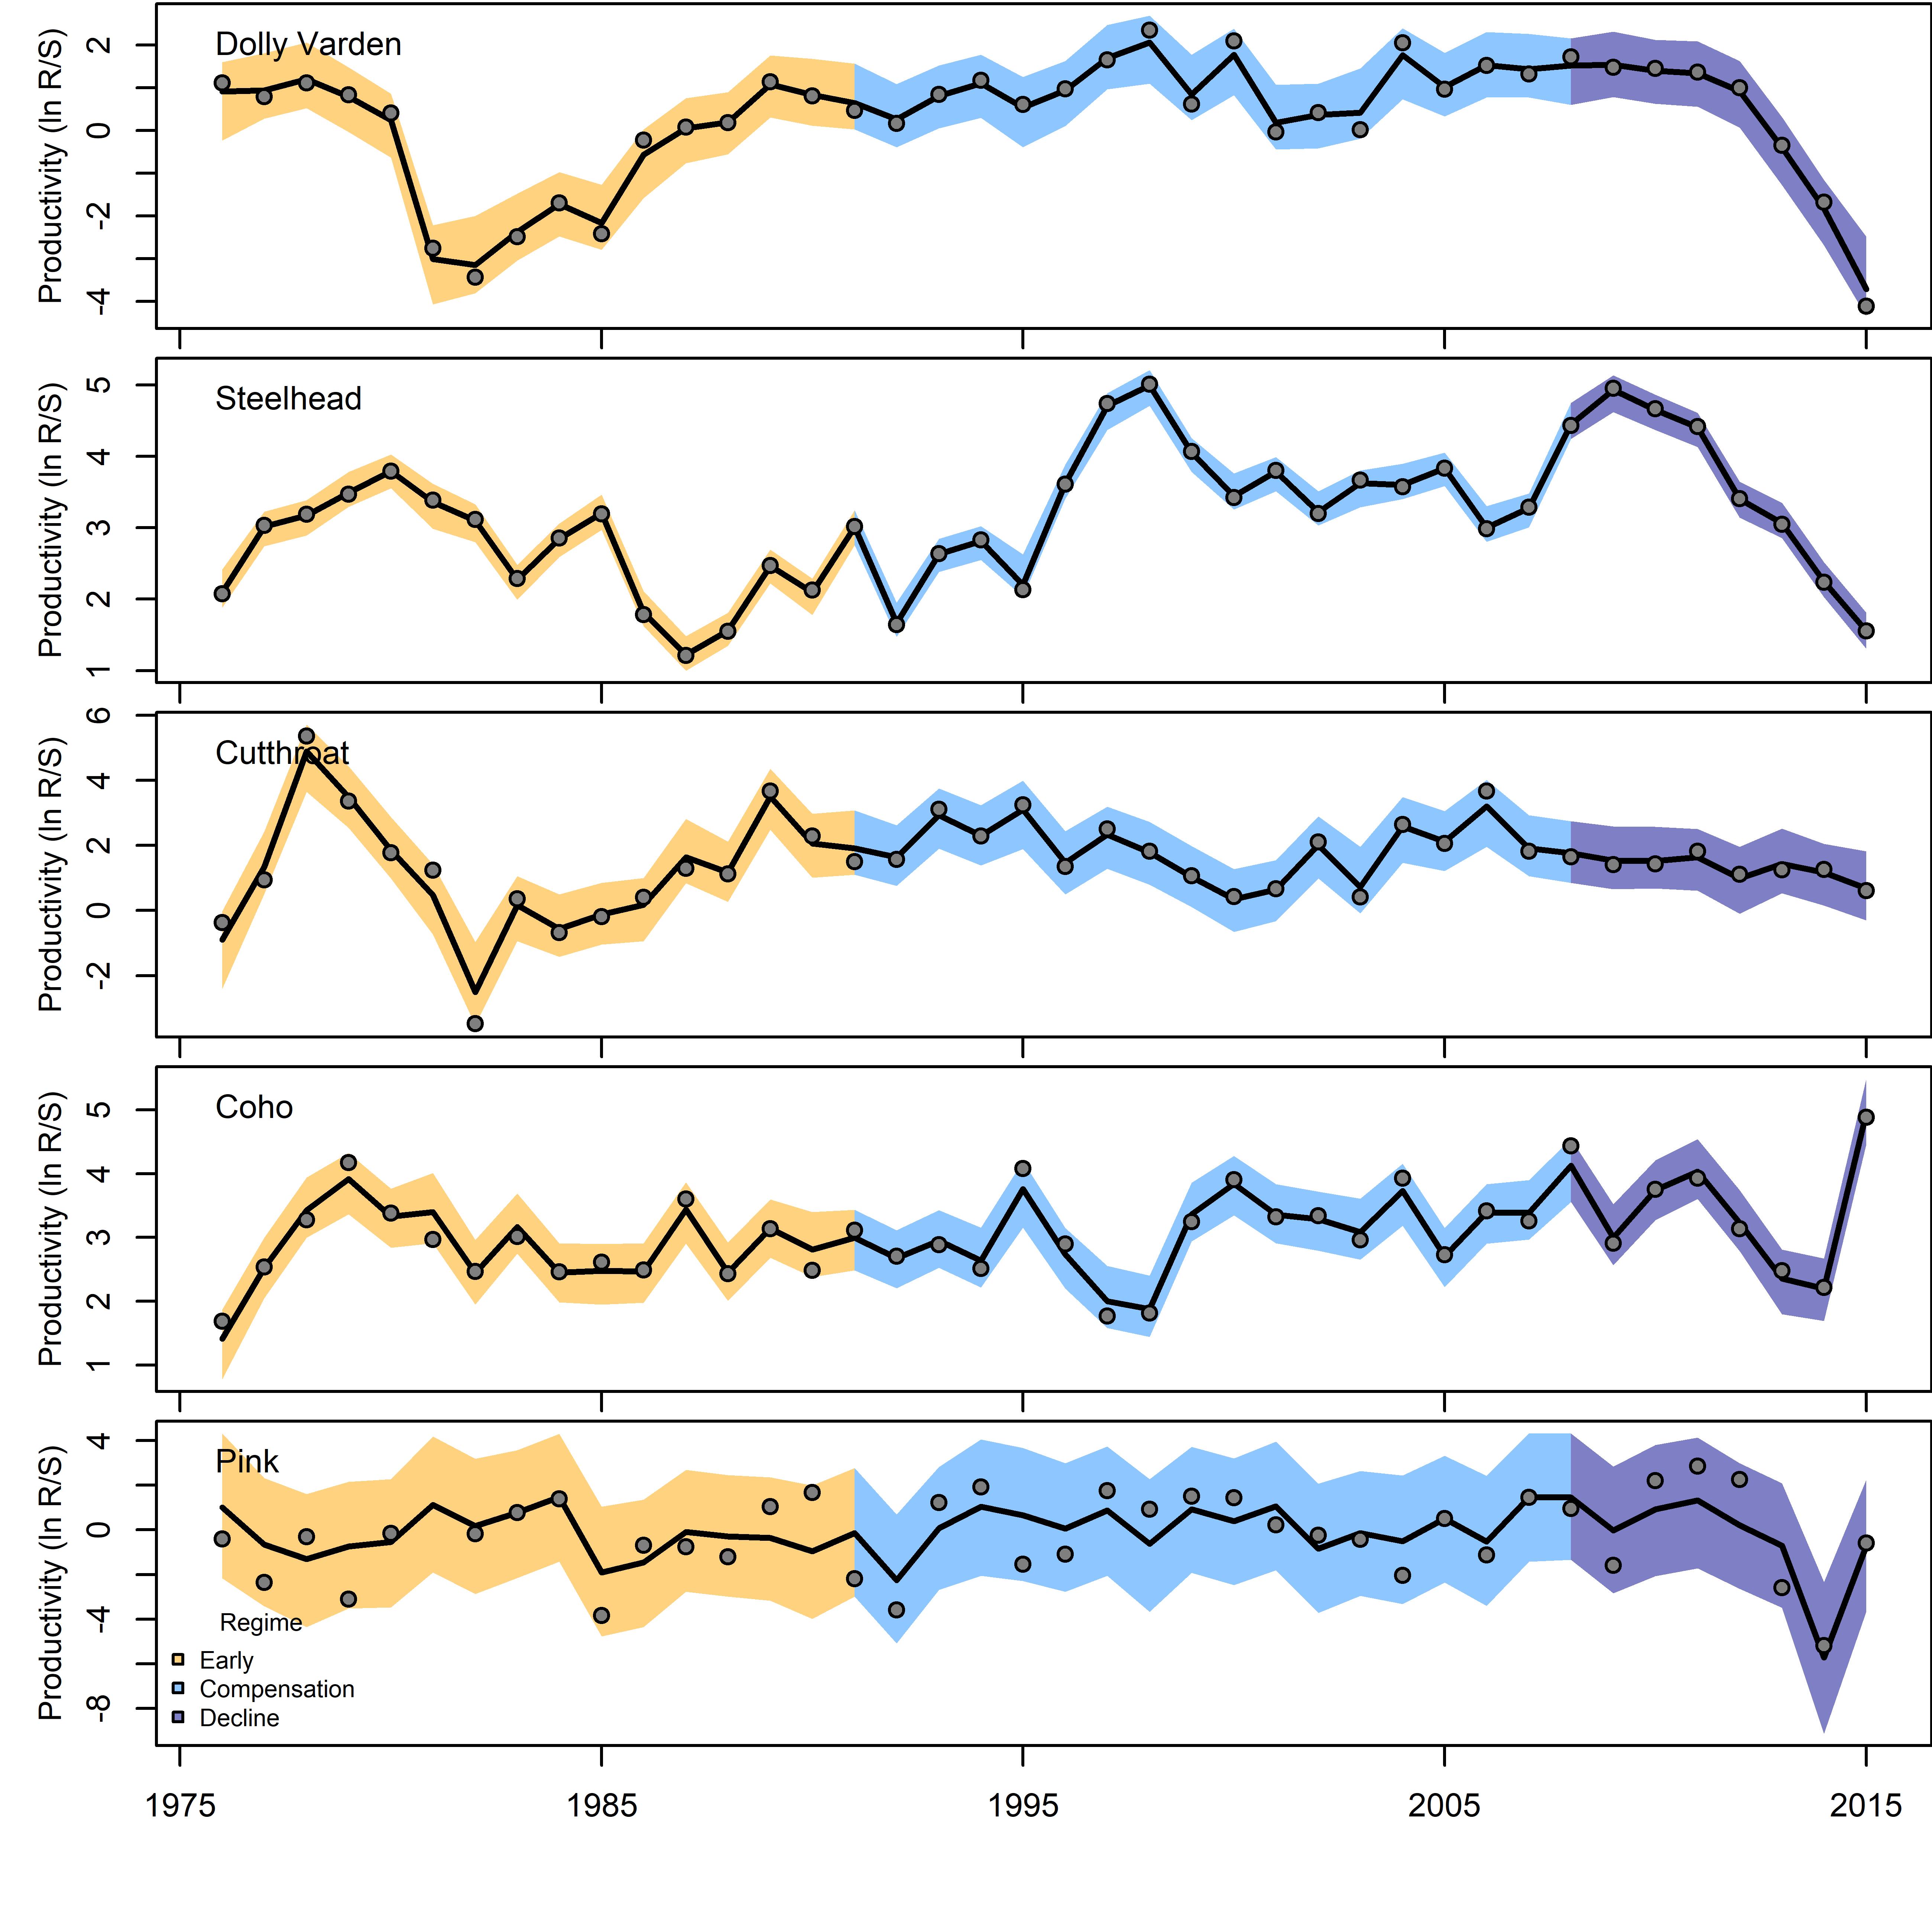 Dolly Varden
Productivity (ln R/S)
2
0
-2
-4
Steelhead
Productivity (ln R/S)
5
4
3
2
1
Cutthroat
Productivity (ln R/S)
6
4
2
0
-2
Coho
Productivity (ln R/S)
5
4
3
2
1
Pink
Productivity (ln R/S)
4
0
-4
-8
Regime
Early
Compensation
Decline
1975 1985 1995 2005 2015